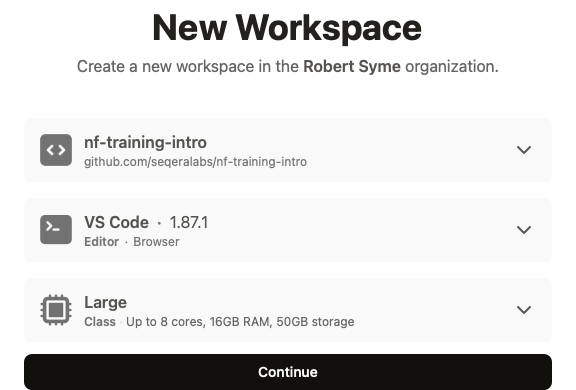 New Workspace
Create a new workspace in the Robert Syme organization.
nf-training-intro
github.com/seqeralabs/nf-training-intro
VS Code · 1.87.1
Editor · Browser
Large
Class · Up to 8 cores, 16GB RAM, 50GB storage
Continue